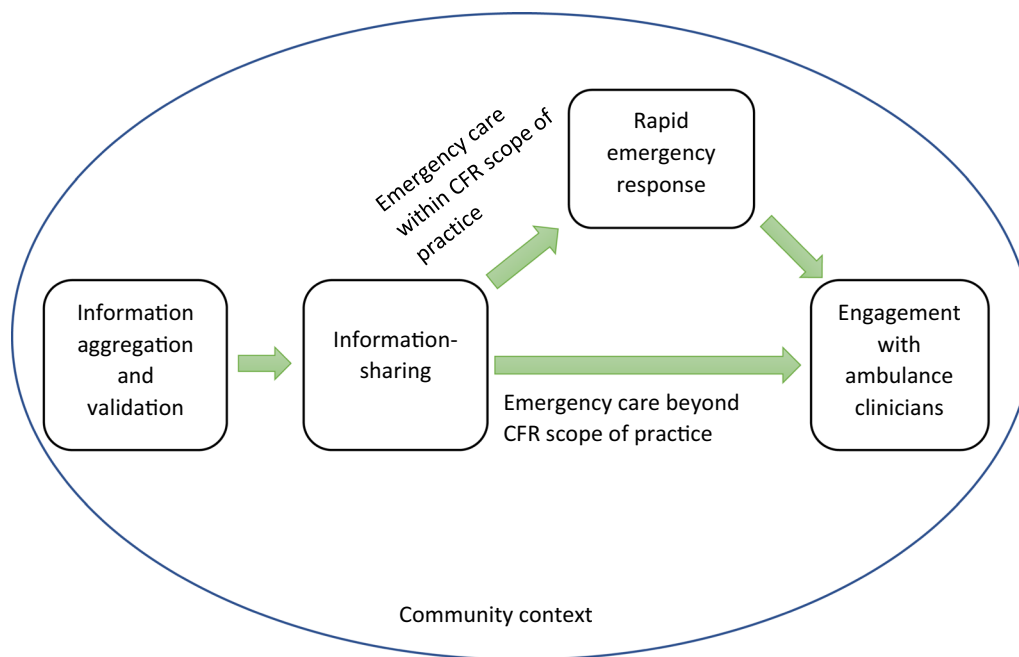 Emergency care
within CFR scope of
practice
Rapid
emergency
response
Information
aggregation
and
validation
Information-
sharing
Engagement
with
ambulance
clinicians
Emergency care beyond
CFR scope of practice
Community context